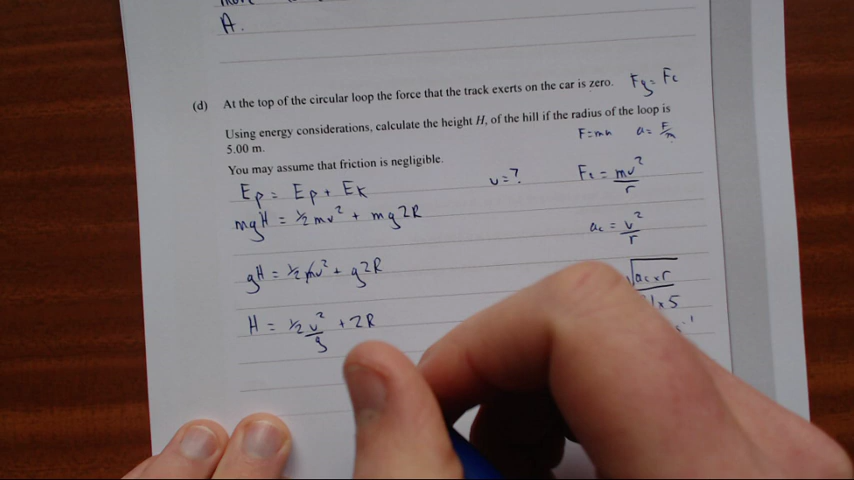 A.
(d) At the top of the circular loop the force that the track exerts on the car is zero. Fg = Fc
Using energy considerations, calculate the height H, of the hill if the radius of the loop is
5.00 m.
F=ma a= F/m
You may assume that friction is negligible.
Ep = Ep + Ek v=? Fc = mv²/r
mgH = ½mv² + mg2R
ac = v²/r
gH = ½mv² + g2R
√ac×r
H = ½v²/g + 2R
×5